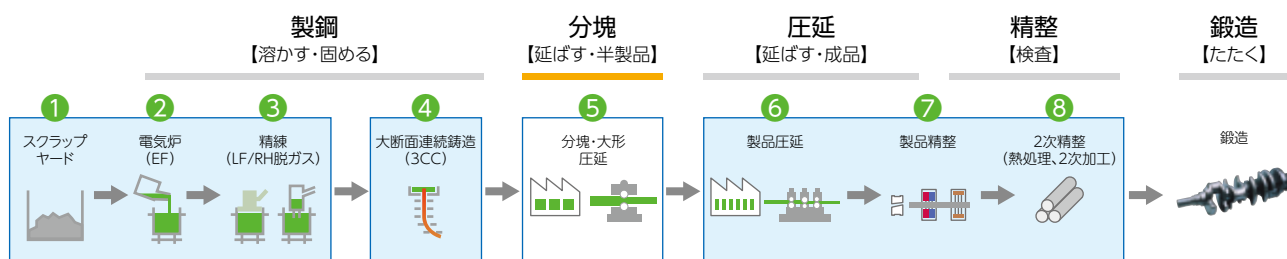 製鋼
【溶かす・固める】
分塊
【延ばす・半製品】
圧延
【延ばす・成品】
精整
【検査】
鍛造
【たたく】
1
スクラップ
ヤード
2
電気炉
(EF)
3
精練
(LF/RH脱ガス)
4
大断面連続鋳造
(3CC)
5
分塊・大形
圧延
6
製品圧延
7
製品精整
8
2次精整
(熱処理、2次加工)
鍛造